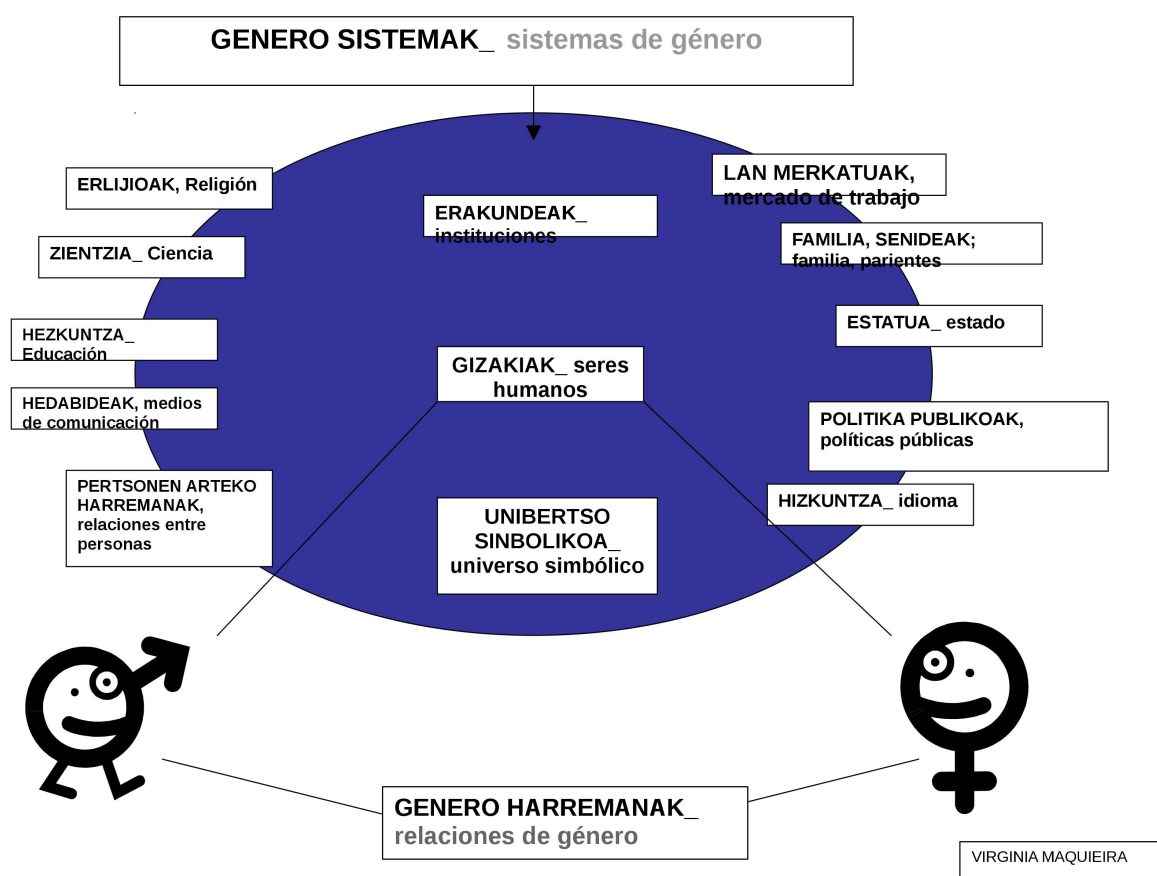 GENERO SISTEMAK_ sistemas de género
ERLIJIOAK, Religión
ZIENTZIA_ Ciencia
HEZKUNTZA_
Educación
HEDABIDEAK, medios
de comunicación
PERTSONEN ARTEKO
HARREMANAK,
relaciones entre
personas
ERAKUNDEAK_
instituciones
GIZAKIAK_ seres
humanos
UNIBERTSO
SINBOLIKOA_
universo simbólico
LAN MERKATUAK,
mercado de trabajo
FAMILIA, SENIDEAK;
familia, parientes
ESTATUA_ estado
POLITIKA PUBLIKOAK,
políticas públicas
HIZKUNTZA_ idioma
GENERO HARREMANAK_
relaciones de género
VIRGINIA MAQUIEIRA